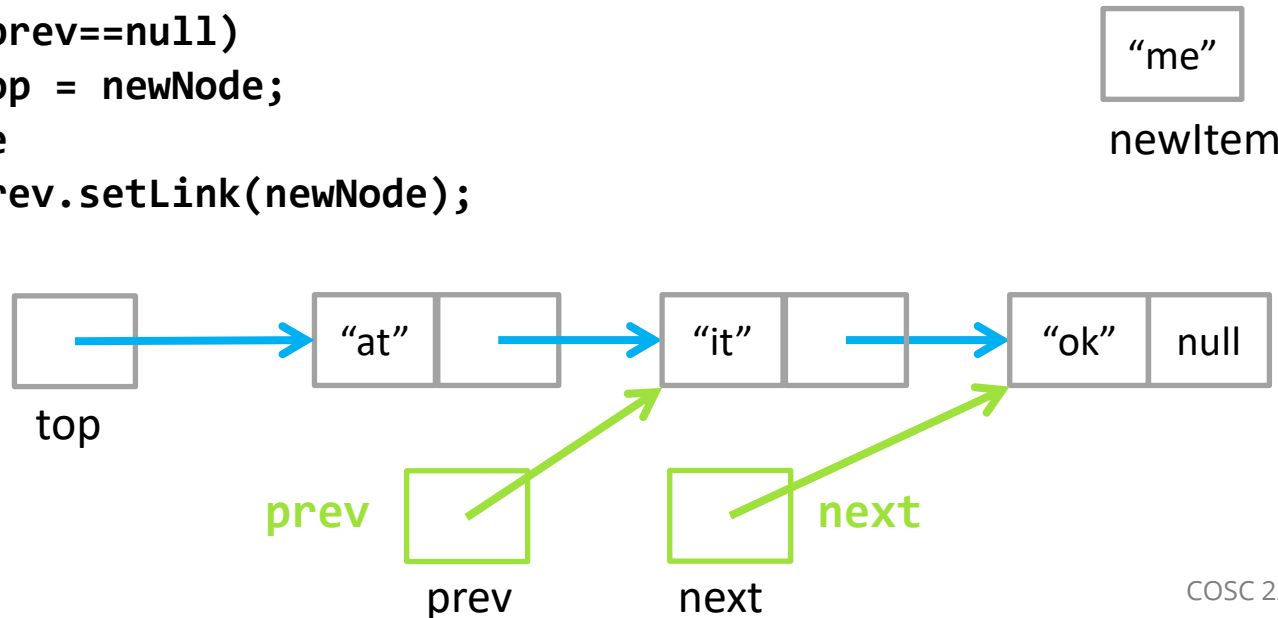 prev==null)
op = newNode;
e
rev.setLink(newNode);
“me”
newItem
“at”
“it”
“ok” null
top
prev
next
prev
next
COSC 2